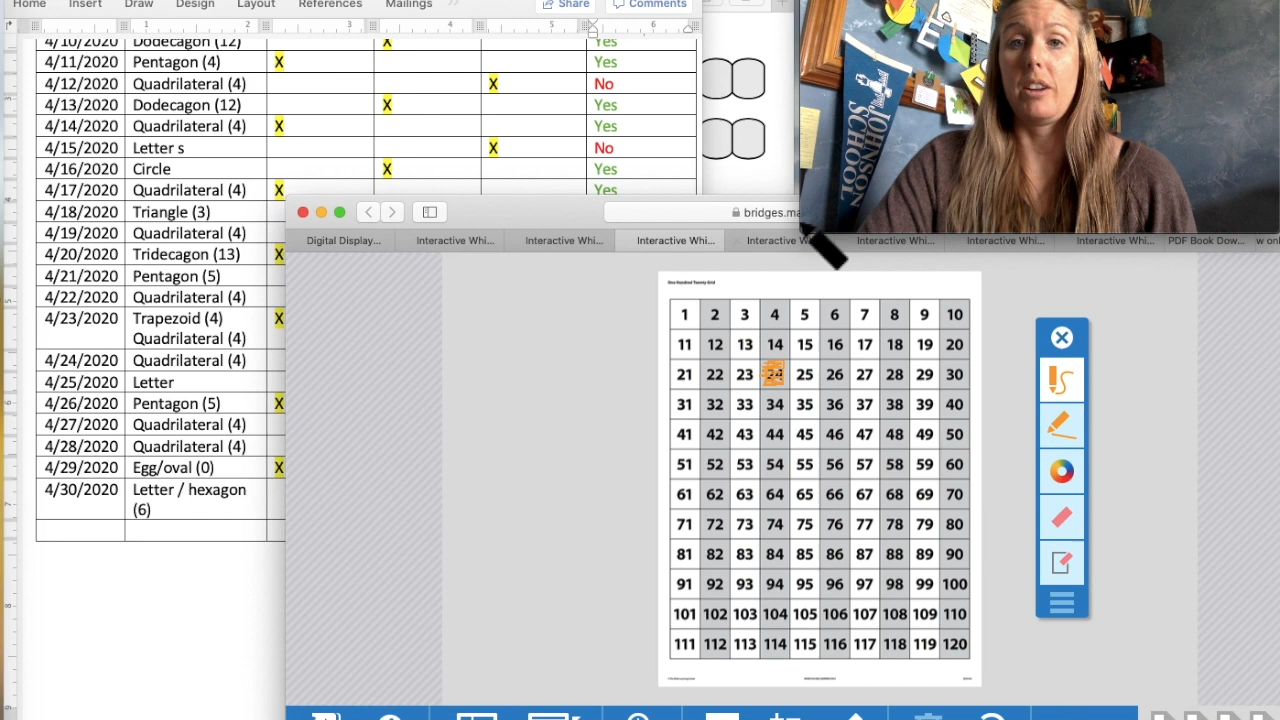 Home Insert Draw Design Layout References Mailings Share Comments
1 2 3 4 5 6
4/10/2020 Dodecagon (12) X Yes
4/11/2020 Pentagon (4) X Yes
4/12/2020 Quadrilateral (4) X No
4/13/2020 Dodecagon (12) X Yes
4/14/2020 Quadrilateral (4) X Yes
4/15/2020 Letter s X No
4/16/2020 Circle X Yes
4/17/2020 Quadrilateral (4) X Yes
4/18/2020 Triangle (3)
4/19/2020 Quadrilateral (4)
4/20/2020 Tridecagon (13) X
4/21/2020 Pentagon (5)
4/22/2020 Quadrilateral (4)
4/23/2020 Trapezoid (4) X
Quadrilateral (4)
4/24/2020 Quadrilateral (4)
4/25/2020 Letter
4/26/2020 Pentagon (5) X
4/27/2020 Quadrilateral (4)
4/28/2020 Quadrilateral (4)
4/29/2020 Egg/oval (0) X
4/30/2020 Letter / hexagon
(6)
JOHNSON
SCHOOL
bridges.ma
Digital Display... Interactive Whi... Interactive Whi... Interactive Whi... Interactive W Interactive Whi... Interactive Whi... Interactive Whi... PDF Book Dow... w onl
One Hundred Twenty Grid
1 2 3 4 5 6 7 8 9 10
11 12 13 14 15 16 17 18 19 20
21 22 23 24 25 26 27 28 29 30
31 32 33 34 35 36 37 38 39 40
41 42 43 44 45 46 47 48 49 50
51 52 53 54 55 56 57 58 59 60
61 62 63 64 65 66 67 68 69 70
71 72 73 74 75 76 77 78 79 80
81 82 83 84 85 86 87 88 89 90
91 92 93 94 95 96 97 98 99 100
101 102 103 104 105 106 107 108 109 110
111 112 113 114 115 116 117 118 119 120